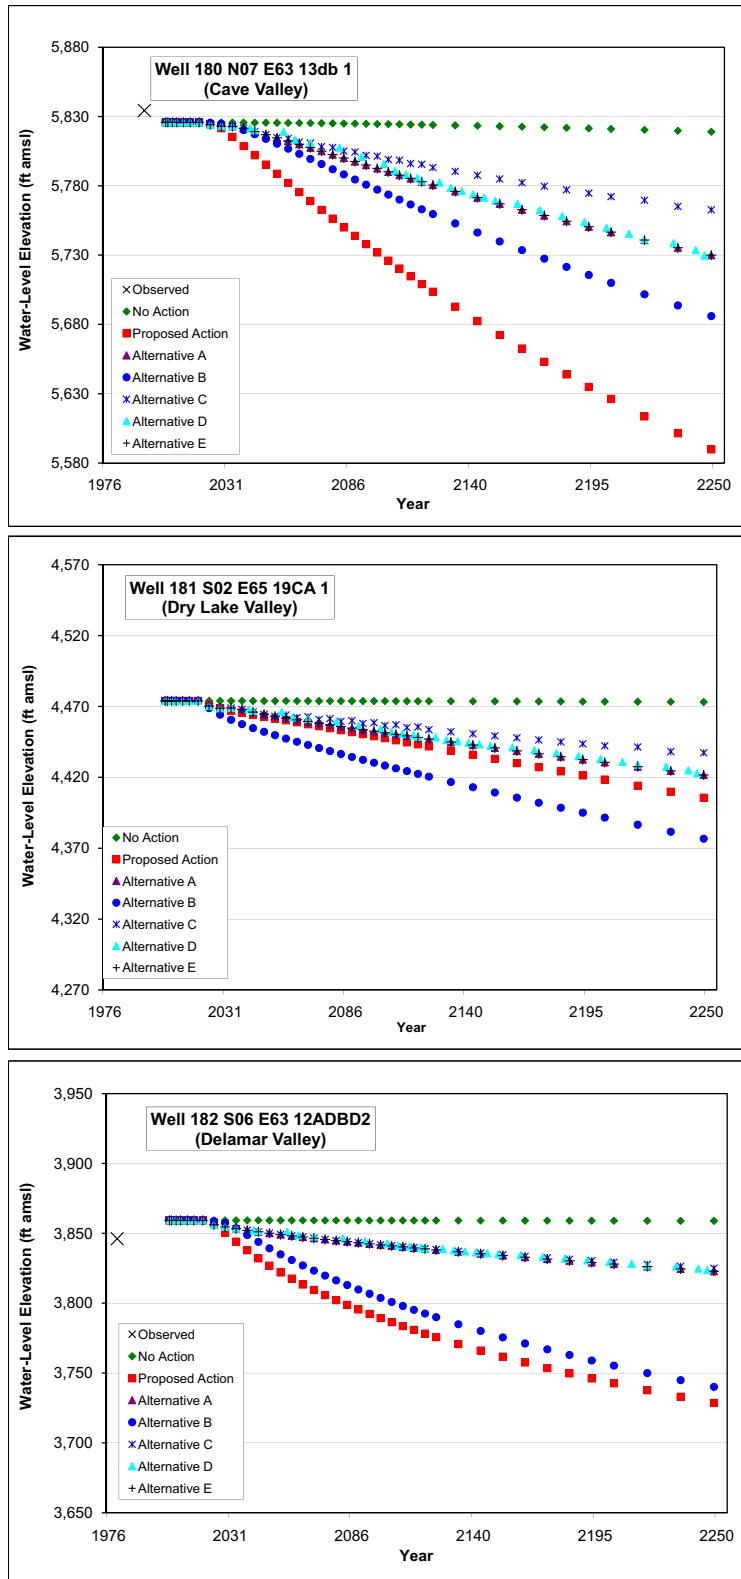 Well 180 N07 E63 13db 1
(Cave Valley)
Water-Level Elevation (ft amsl)
5,880
5,830
5,780
5,730
5,680
5,630
5,580
Observed
No Action
Proposed Action
Alternative A
Alternative B
Alternative C
Alternative D
Alternative E
1976 2031 2086 2140 2195 2250
Year
Well 181 S02 E65 19CA 1
(Dry Lake Valley)
Water-Level Elevation (ft amsl)
4,570
4,520
4,470
4,420
4,370
4,320
4,270
No Action
Proposed Action
Alternative A
Alternative B
Alternative C
Alternative D
Alternative E
1976 2031 2086 2140 2195 2250
Year
Well 182 S06 E63 12ADBD2
(Delamar Valley)
Water-Level Elevation (ft amsl)
3,950
3,900
3,850
3,800
3,750
3,700
3,650
Observed
No Action
Proposed Action
Alternative A
Alternative B
Alternative C
Alternative D
Alternative E
1976 2031 2086 2140 2195 2250
Year